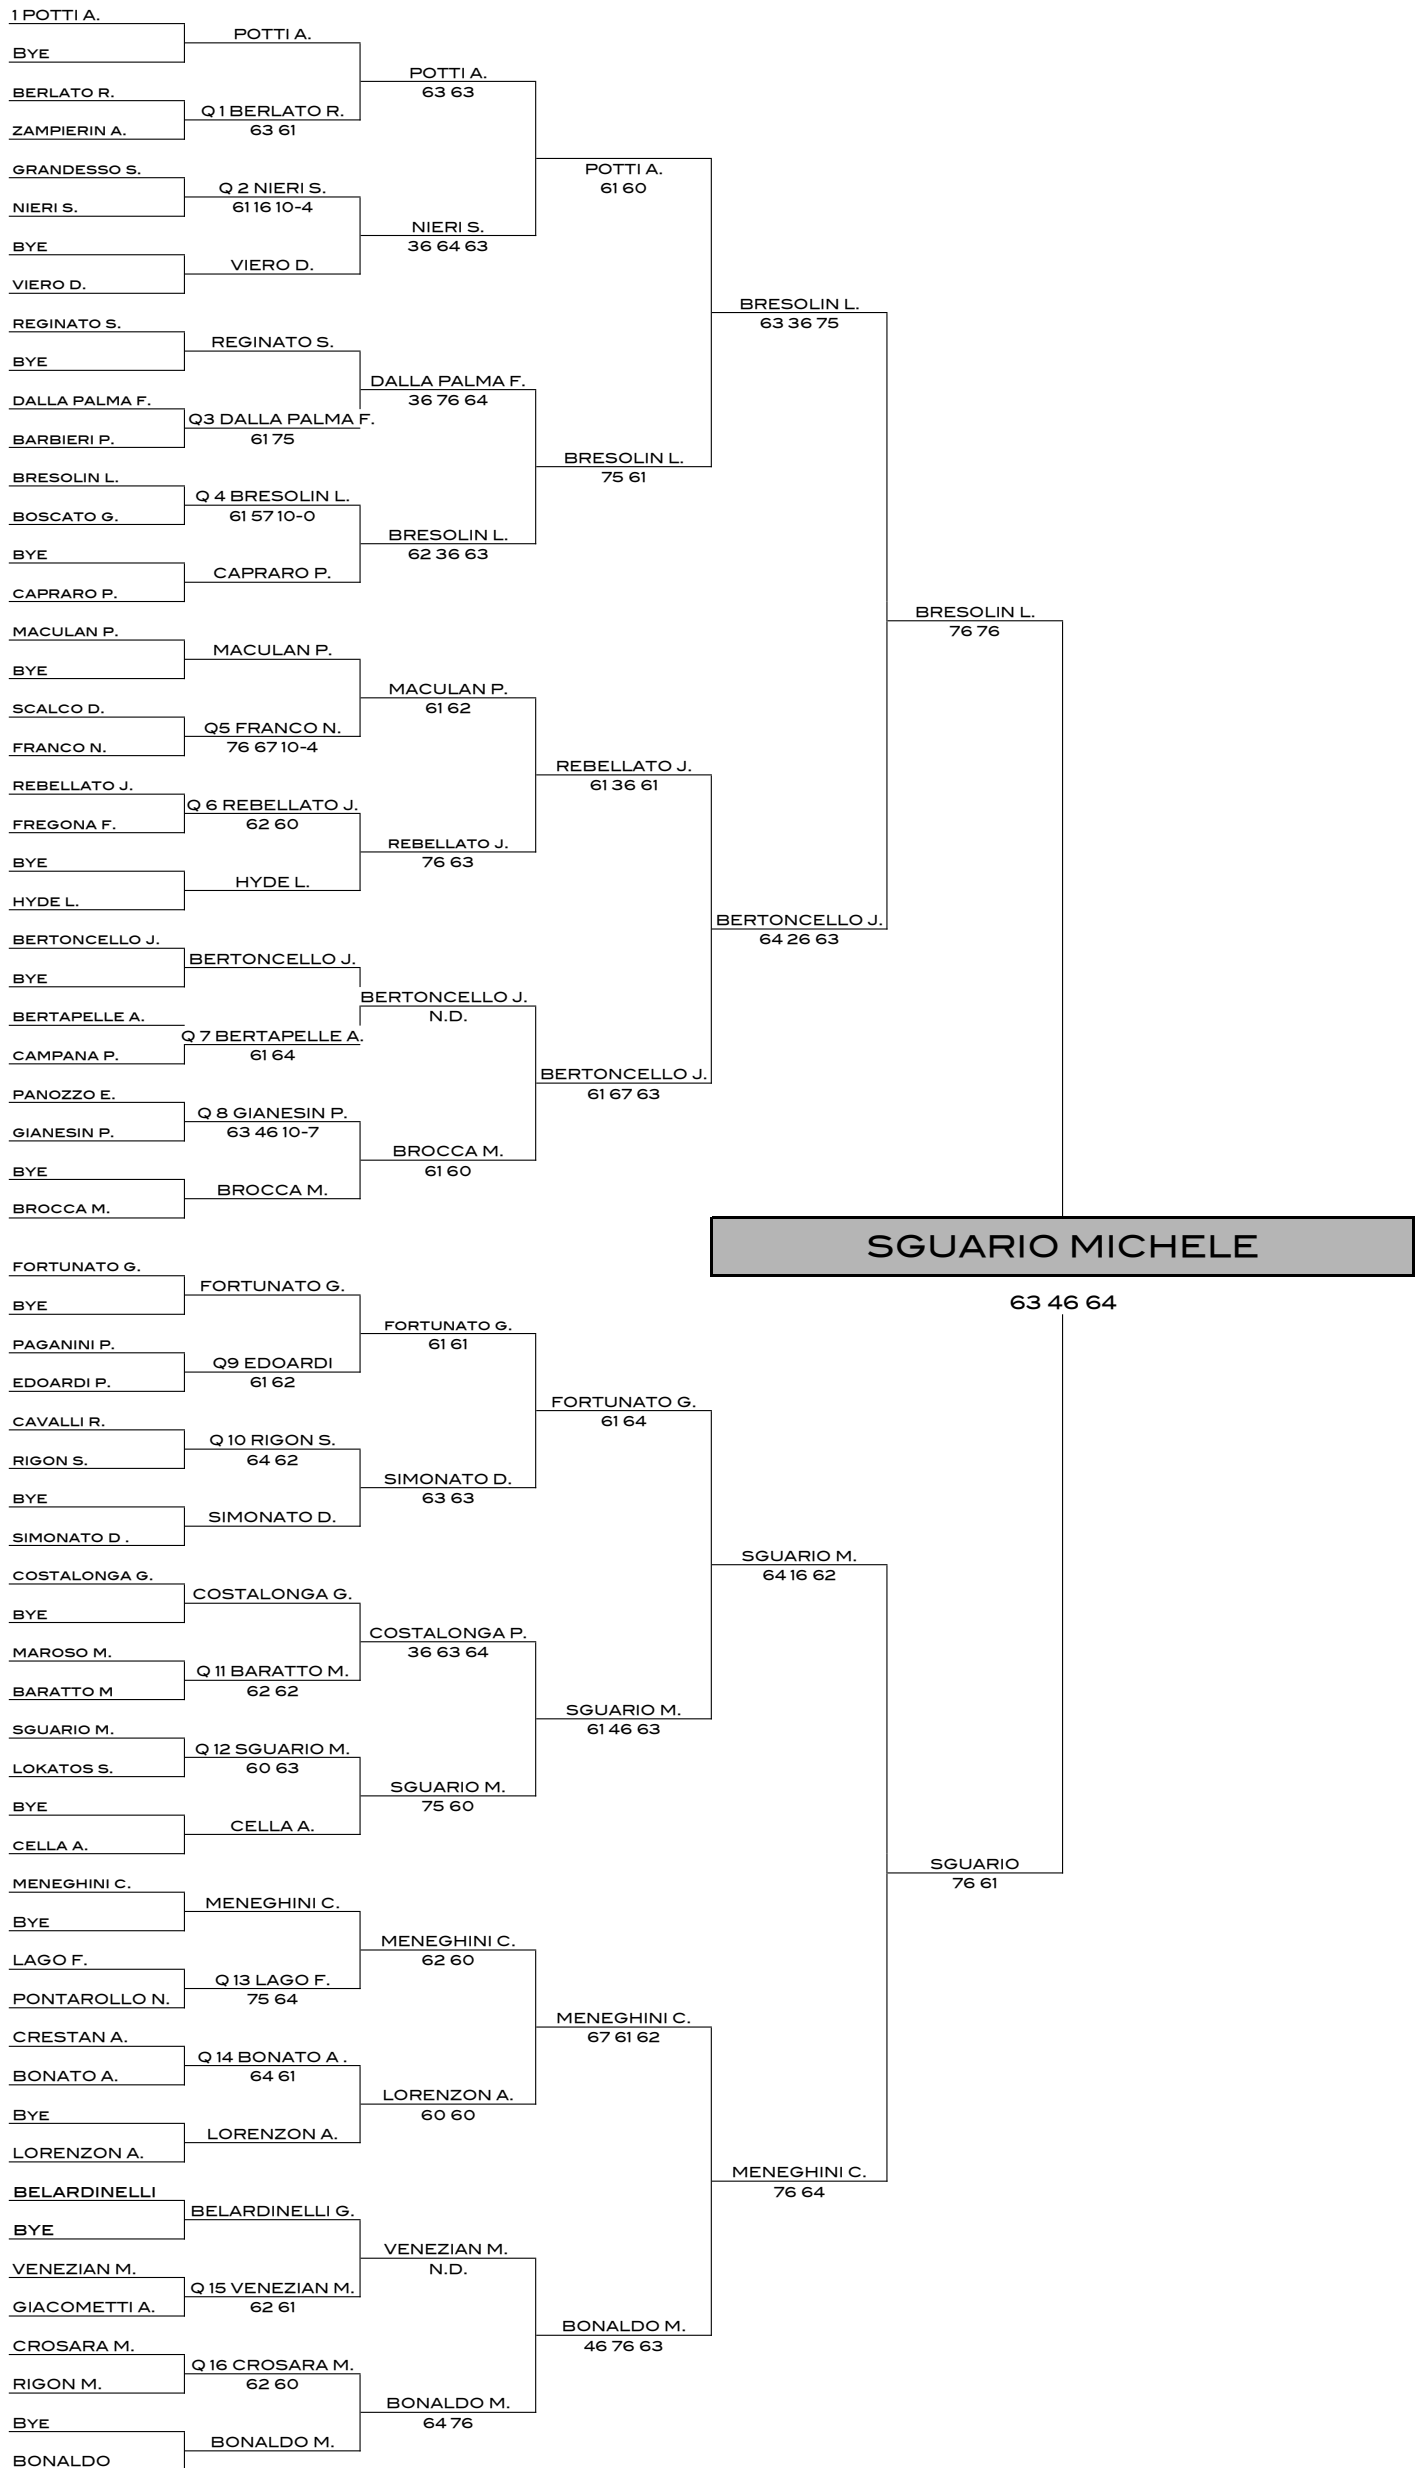 1 POTTI A.
POTTI A.
Bye
POTTI A.
63 63
BERLATO R.
Q 1 BERLATO R.
63 61
ZAMPIERIN A.
POTTI A.
61 60
GRANDESSO S.
Q 2 NIERI S.
61 16 10-4
NIERI S.
NIERI S.
36 64 63
BYE
VIERO D.
VIERO D.
BRESOLIN L.
63 36 75
REGINATO S.
REGINATO S.
BYE
DALLA PALMA F.
36 76 64
DALLA PALMA F.
Q3 DALLA PALMA F.
61 75
BARBIERI P.
BRESOLIN L.
75 61
BRESOLIN L.
Q 4 BRESOLIN L.
61 57 10-0
BOSCATO G.
BRESOLIN L.
62 36 63
BYE
CAPRARO P.
CAPRARO P.
BRESOLIN L.
76 76
MACULAN P.
MACULAN P.
BYE
MACULAN P.
61 62
SCALCO D.
Q5 FRANCO N.
76 67 10-4
FRANCO N.
REBELLATO J.
61 36 61
REBELLATO J.
Q 6 REBELLATO J.
62 60
FREGONA F.
REBELLATO J.
76 63
BYE
HYDE L.
HYDE L.
BERTONCELLO J.
64 26 63
BERTONCELLO J.
BERTONCELLO J.
BYE
BERTONCELLO J.
N.D.
BERTAPELLE A.
Q 7 BERTAPELLE A.
61 64
CAMPANA P.
BERTONCELLO J.
61 67 63
PANOZZO E.
Q 8 GIANESIN P.
63 46 10-7
GIANESIN P.
BROCCA M.
61 60
BYE
BROCCA M.
BROCCA M.
SGUARIO MICHELE
63 46 64
FORTUNATO G.
FORTUNATO G.
BYE
FORTUNATO G.
61 61
PAGANINI P.
Q9 EDOARDI
61 62
EDOARDI P.
FORTUNATO G.
61 64
CAVALLI R.
Q 10 RIGON S.
64 62
RIGON S.
SIMONATO D.
63 63
BYE
SIMONATO D.
SIMONATO D .
SGUARIO M.
64 16 62
COSTALONGA G.
COSTALONGA G.
BYE
COSTALONGA P.
36 63 64
MAROSO M.
Q 11 BARATTO M.
62 62
BARATTO M
SGUARIO M.
61 46 63
SGUARIO M.
Q 12 SGUARIO M.
60 63
LOKATOS S.
SGUARIO M.
75 60
BYE
CELLA A.
CELLA A.
SGUARIO
76 61
MENEGHINI C.
MENEGHINI C.
Bye
MENEGHINI C.
62 60
LAGO F.
Q 13 LAGO F.
75 64
PONTAROLLO N.
MENEGHINI C.
67 61 62
CRESTAN A.
Q 14 BONATO A .
64 61
BONATO A.
LORENZON A.
60 60
Bye
LORENZON A.
LORENZON A.
MENEGHINI C.
76 64
BELARDINELLI
BELARDINELLI G.
BYE
VENEZIAN M.
N.D.
VENEZIAN M.
Q 15 VENEZIAN M.
62 61
GIACOMETTI A.
BONALDO M.
46 76 63
CROSARA M.
Q 16 CROSARA M.
62 60
RIGON M.
BONALDO M.
64 76
Bye
BONALDO M.
BONALDO